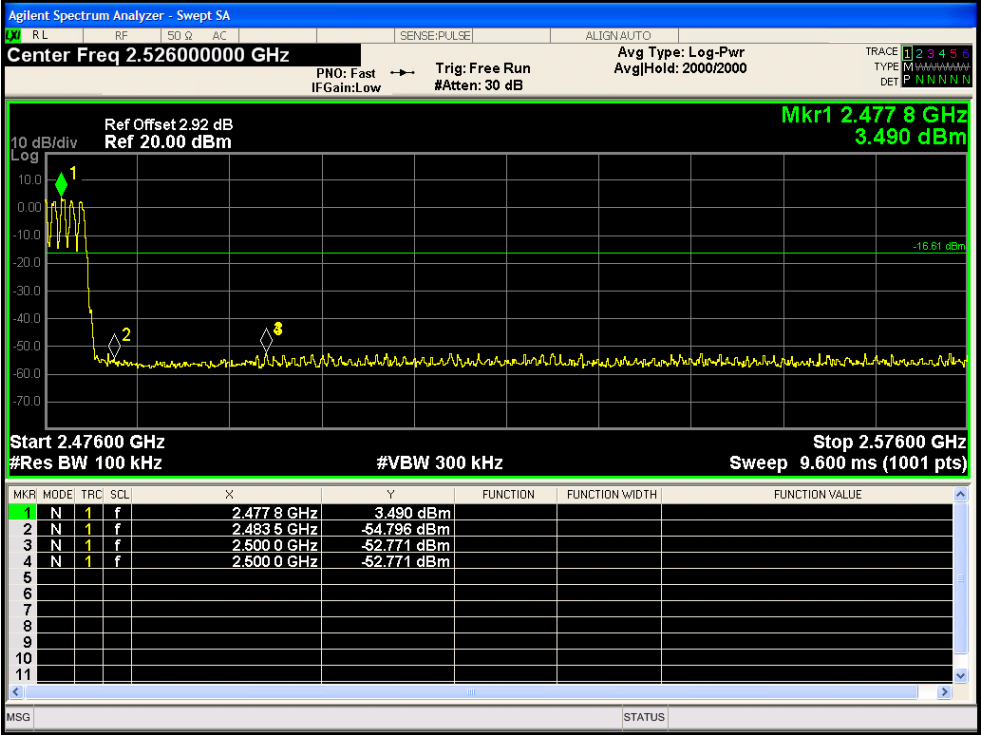 Agilent Spectrum Analyzer - Swept SA
LXI RL RF 50 Ω AC SENSE:PULSE ALIGN AUTO
Center Freq 2.526000000 GHz
PNO: Fast
IFGain:Low
Trig: Free Run
#Atten: 30 dB
Avg Type: Log-Pwr
Avg|Hold: 2000/2000
TRACE 1 2 3 4 5 6
TYPE M WWWWW
DET P N N N N N
Mkr1 2.477 8 GHz
3.490 dBm
Ref Offset 2.92 dB
10 dB/div Ref 20.00 dBm
Log
1
10.0
0.00
-10.0
-16.61 dBm
-20.0
-30.0
-40.0
2
-50.0
-60.0
-70.0
Start 2.47600 GHz Stop 2.57600 GHz
#Res BW 100 kHz #VBW 300 kHz Sweep 9.600 ms (1001 pts)
MKR MODE TRC SCL X Y FUNCTION FUNCTION WIDTH FUNCTION VALUE
1 N 1 f 2.477 8 GHz 3.490 dBm
2 N 1 f 2.483 5 GHz -54.796 dBm
3 N 1 f 2.500 0 GHz -52.771 dBm
4 N 1 f 2.500 0 GHz -52.771 dBm
5
6
7
8
9
10
11
MSG STATUS